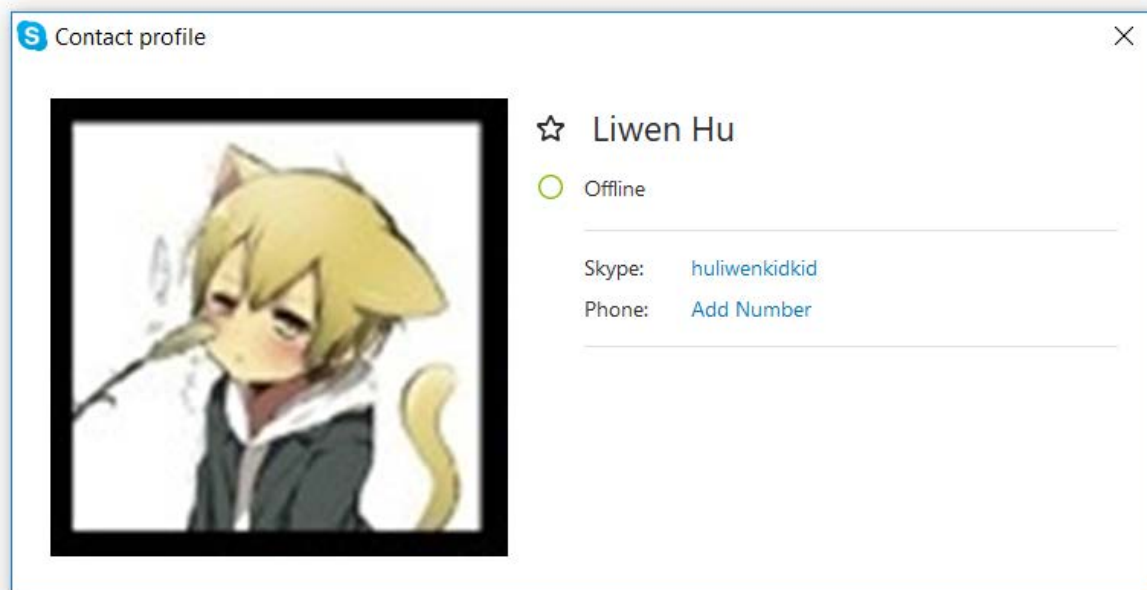 Contact profile
Liwen Hu
Offline
Skype: huliwenkidkid
Phone: Add Number